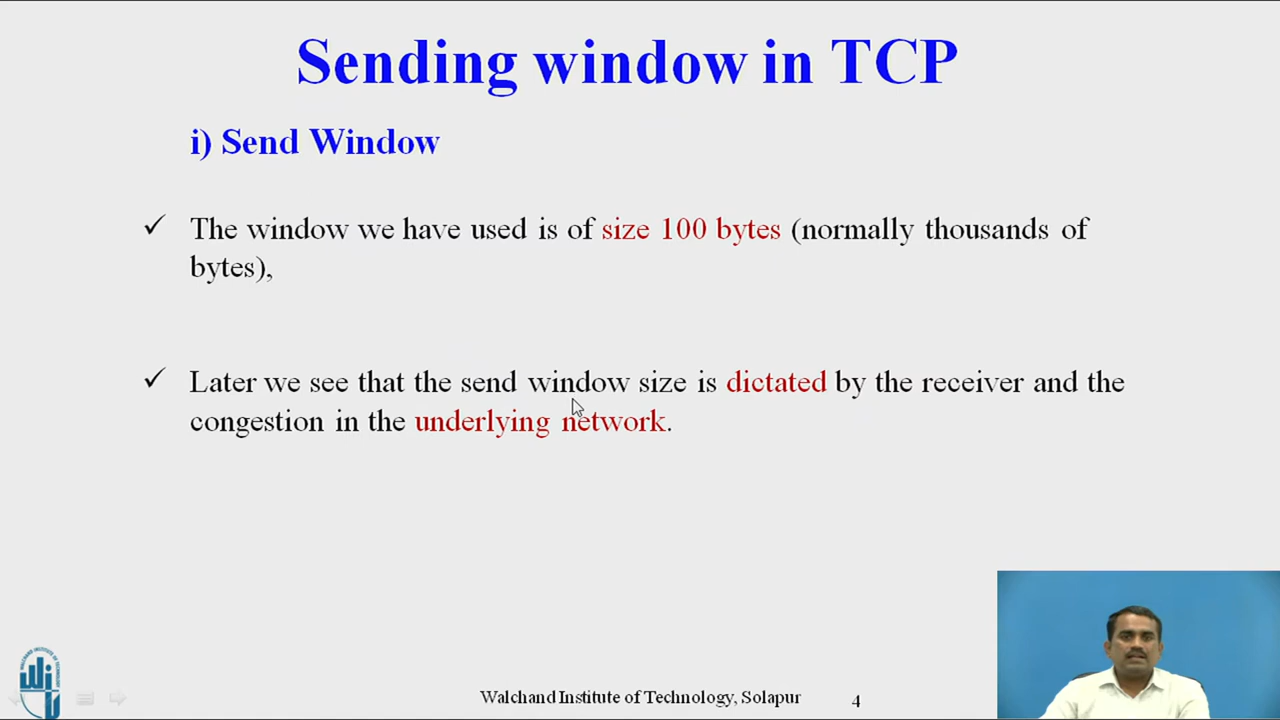 Sending window in TCP
i) Send Window
✓ The window we have used is of size 100 bytes (normally thousands of
bytes),
✓ Later we see that the send window size is dictated by the receiver and the
congestion in the underlying network.
Walchand Institute of Technology, Solapur 4